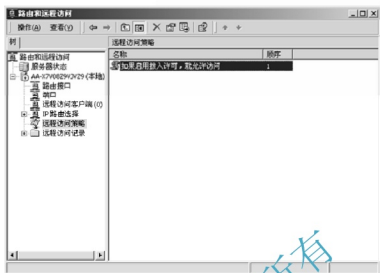 路由和远程访问
操作(A) 查看(V)
树
远程访问策略
名称 顺序
如果启用拨入许可，就允许访问 1
路由和远程访问
服务器状态
AA-X7V0829VJV29 (本地)
路由接口
端口
远程访问客户端 (0)
IP 路由选择
远程访问策略
远程访问记录
有